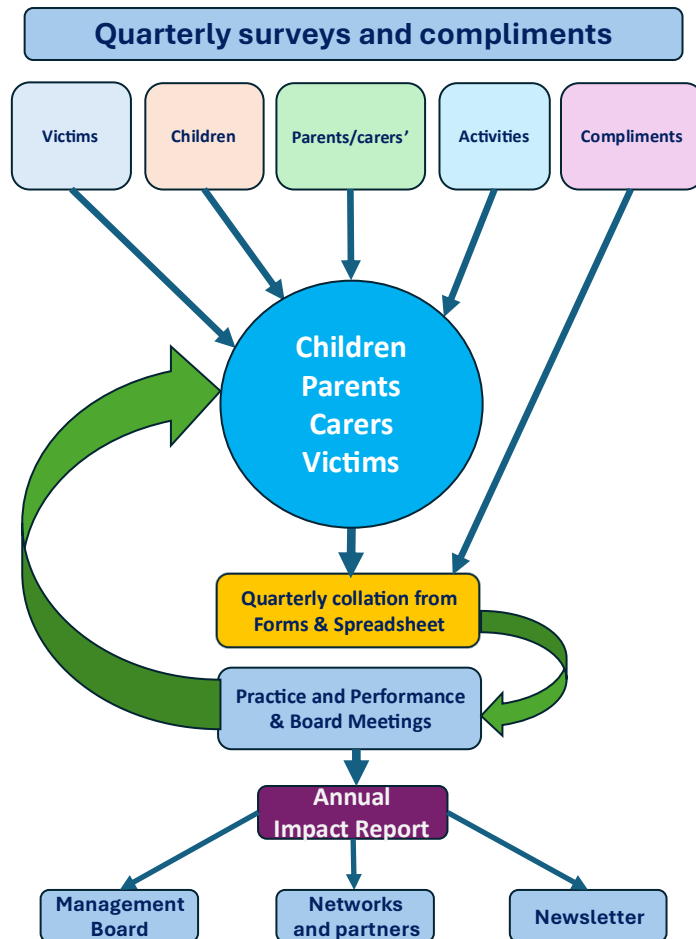 Quarterly surveys and compliments
Victims
Children
Parents/carers’
Activities
Compliments
Children
Parents
Carers
Victims
Quarterly collation from
Forms & Spreadsheet
Practice and Performance
& Board Meetings
Annual
Impact Report
Management
Board
Networks
and partners
Newsletter